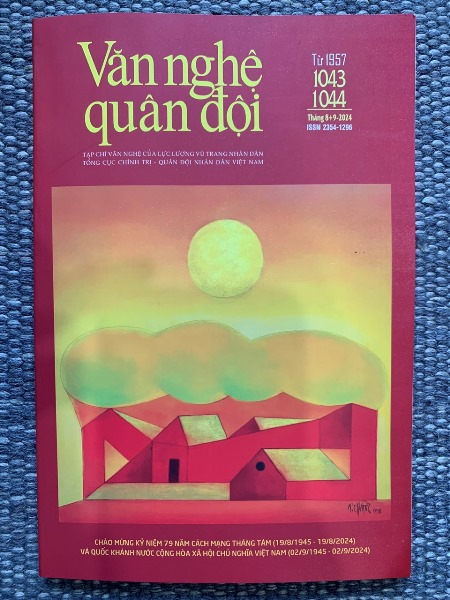 Văn nghệ
quân đội
Từ 1957
1043
1044
Tháng 8+9-2024
ISSN 2354-1296
TẠP CHÍ VĂN NGHỆ CỦA LỰC LƯỢNG VŨ TRANG NHÂN DÂN
TỔNG CỤC CHÍNH TRỊ - QUÂN ĐỘI NHÂN DÂN VIỆT NAM
CHÀO MỪNG KỶ NIỆM 79 NĂM CÁCH MẠNG THÁNG TÁM (19/8/1945 - 19/8/2024)
VÀ QUỐC KHÁNH NƯỚC CỘNG HÒA XÃ HỘI CHỦ NGHĨA VIỆT NAM (02/9/1945 - 02/9/2024)